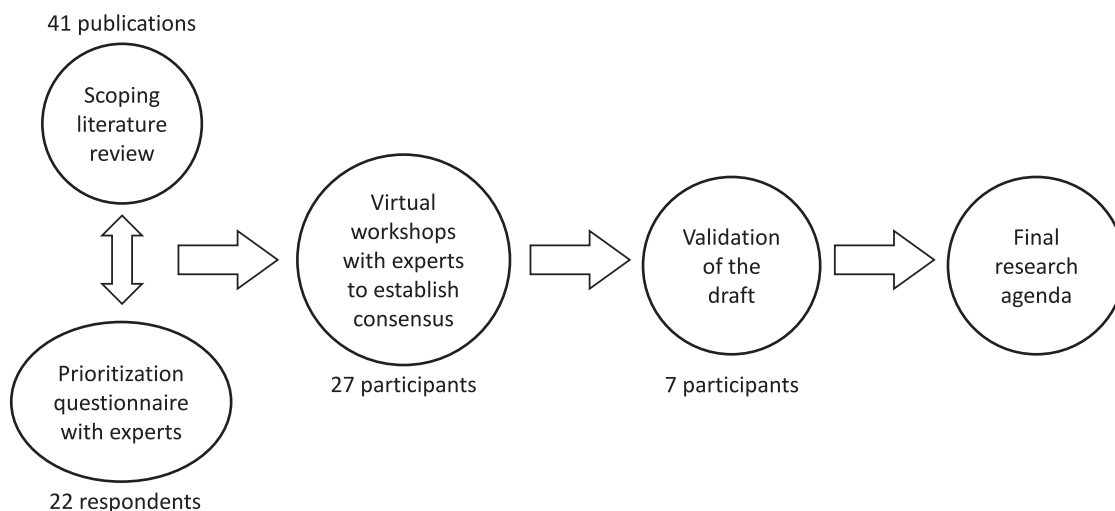 41 publications
Scoping
literature
review
Prioritization
questionnaire
with experts
22 respondents
Virtual
workshops
with experts
to establish
consensus
27 participants
Validation
of the
draft
7 participants
Final
research
agenda